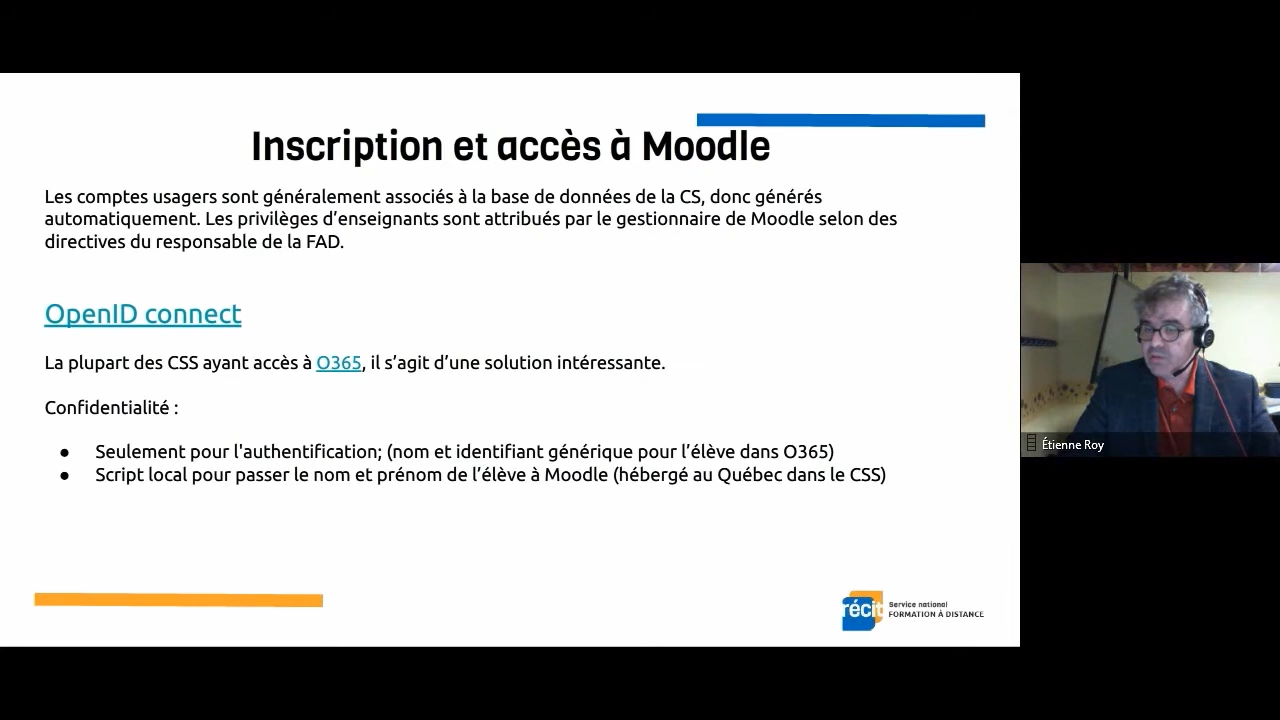 Inscription et accès à Moodle
Les comptes usagers sont généralement associés à la base de données de la CS, donc générés
automatiquement. Les privilèges d’enseignants sont attribués par le gestionnaire de Moodle selon des
directives du responsable de la FAD.
OpenID connect
La plupart des CSS ayant accès à O365, il s’agit d’une solution intéressante.
Confidentialité :
● Seulement pour l'authentification; (nom et identifiant générique pour l’élève dans O365)
● Script local pour passer le nom et prénom de l’élève à Moodle (hébergé au Québec dans le CSS)
récit
Service national
FORMATION À DISTANCE
Étienne Roy